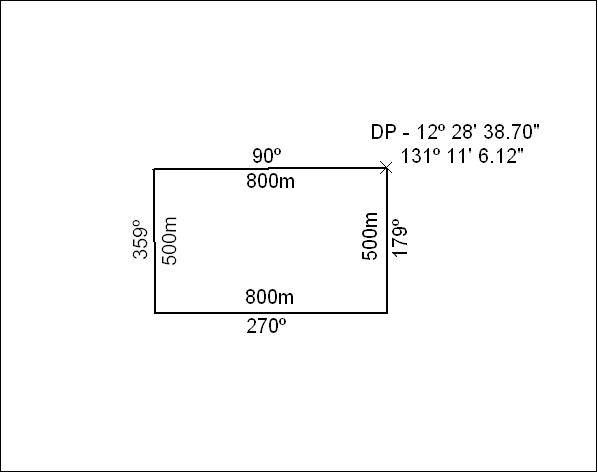 DP - 12º 28' 38.70"
131º 11' 6.12"
90º
800m
359º
500m
500m
179º
800m
270º